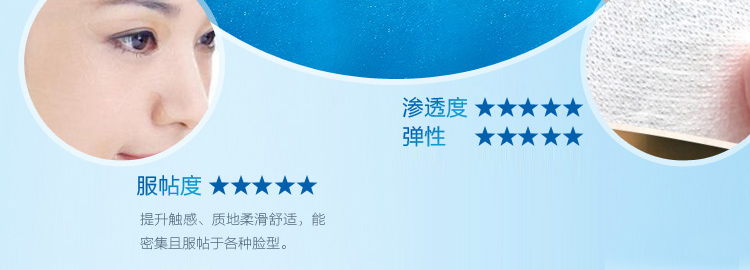 渗透度 ★★★★★
弹性 ★★★★★
服帖度 ★★★★★
提升触感、质地柔滑舒适，能
密集且服帖于各种脸型。